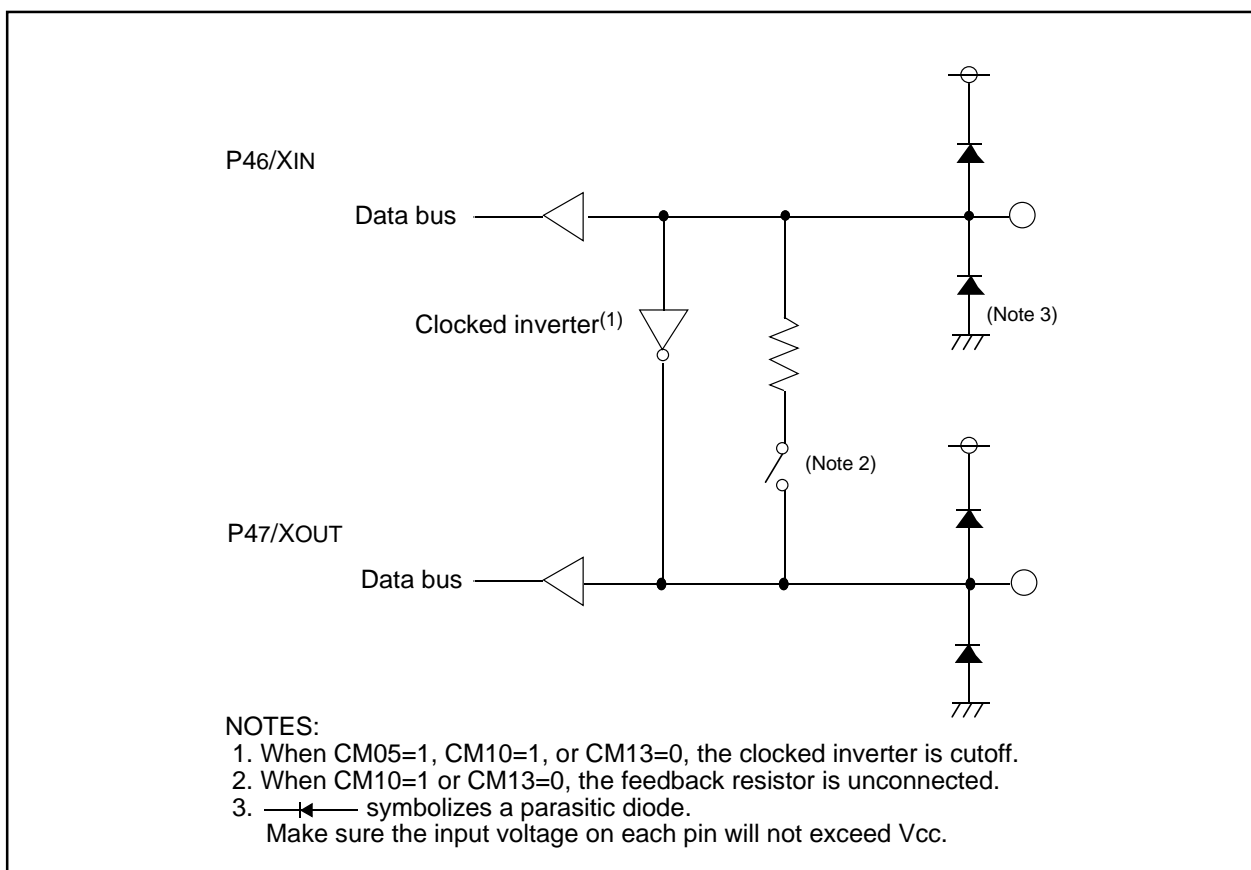 P46/XIN
Data bus
Clocked inverter(1)
(Note 3)
(Note 2)
P47/XOUT
Data bus
NOTES:
1. When CM05=1, CM10=1, or CM13=0, the clocked inverter is cutoff.
2. When CM10=1 or CM13=0, the feedback resistor is unconnected.
3. symbolizes a parasitic diode.
Make sure the input voltage on each pin will not exceed Vcc.